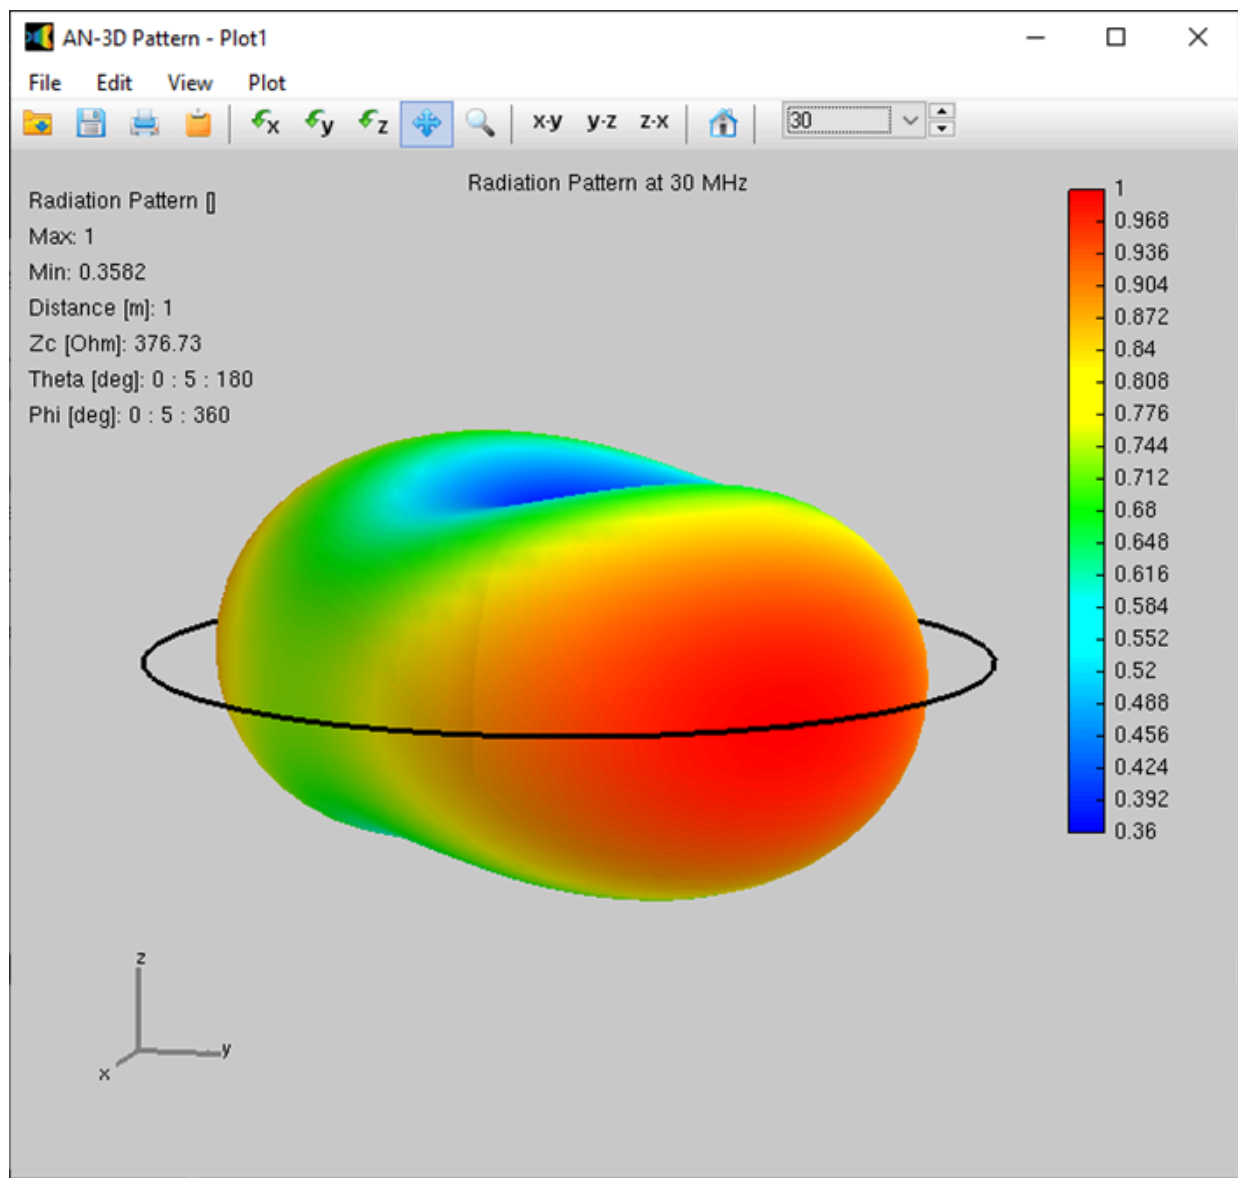 AN-3D Pattern - Plot1
File Edit View Plot
x y z x-y y-z z-x 30
Radiation Pattern at 30 MHz
Radiation Pattern []
Max: 1
Min: 0.3582
Distance [m]: 1
Zc [Ohm]: 376.73
Theta [deg]: 0 : 5 : 180
Phi [deg]: 0 : 5 : 360
1
0.968
0.936
0.904
0.872
0.84
0.808
0.776
0.744
0.712
0.68
0.648
0.616
0.584
0.552
0.52
0.488
0.456
0.424
0.392
0.36
z
y
x